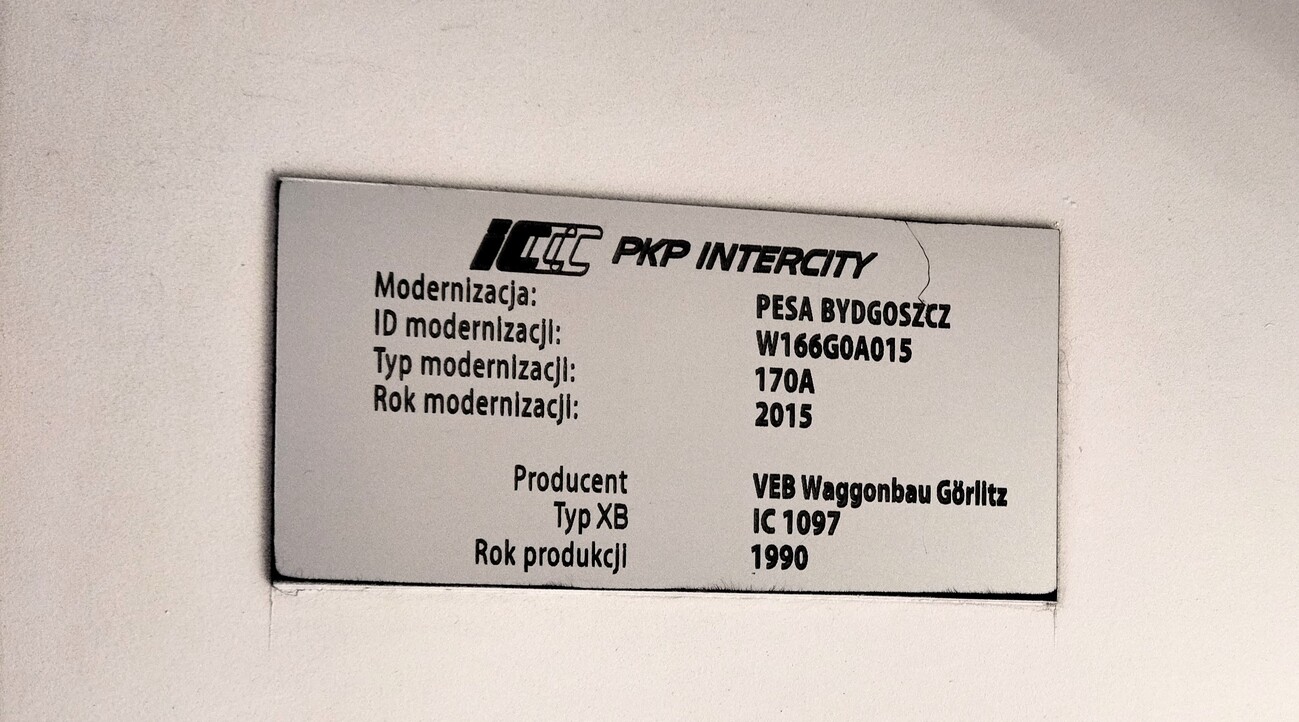 IC PKP INTERCITY
Modernizacja: PESA BYDGOSZCZ
ID modernizacji: W166G0A015
Typ modernizacji: 170A
Rok modernizacji: 2015
Producent VEB Waggonbau Görlitz
Typ XB IC 1097
Rok produkcji 1990